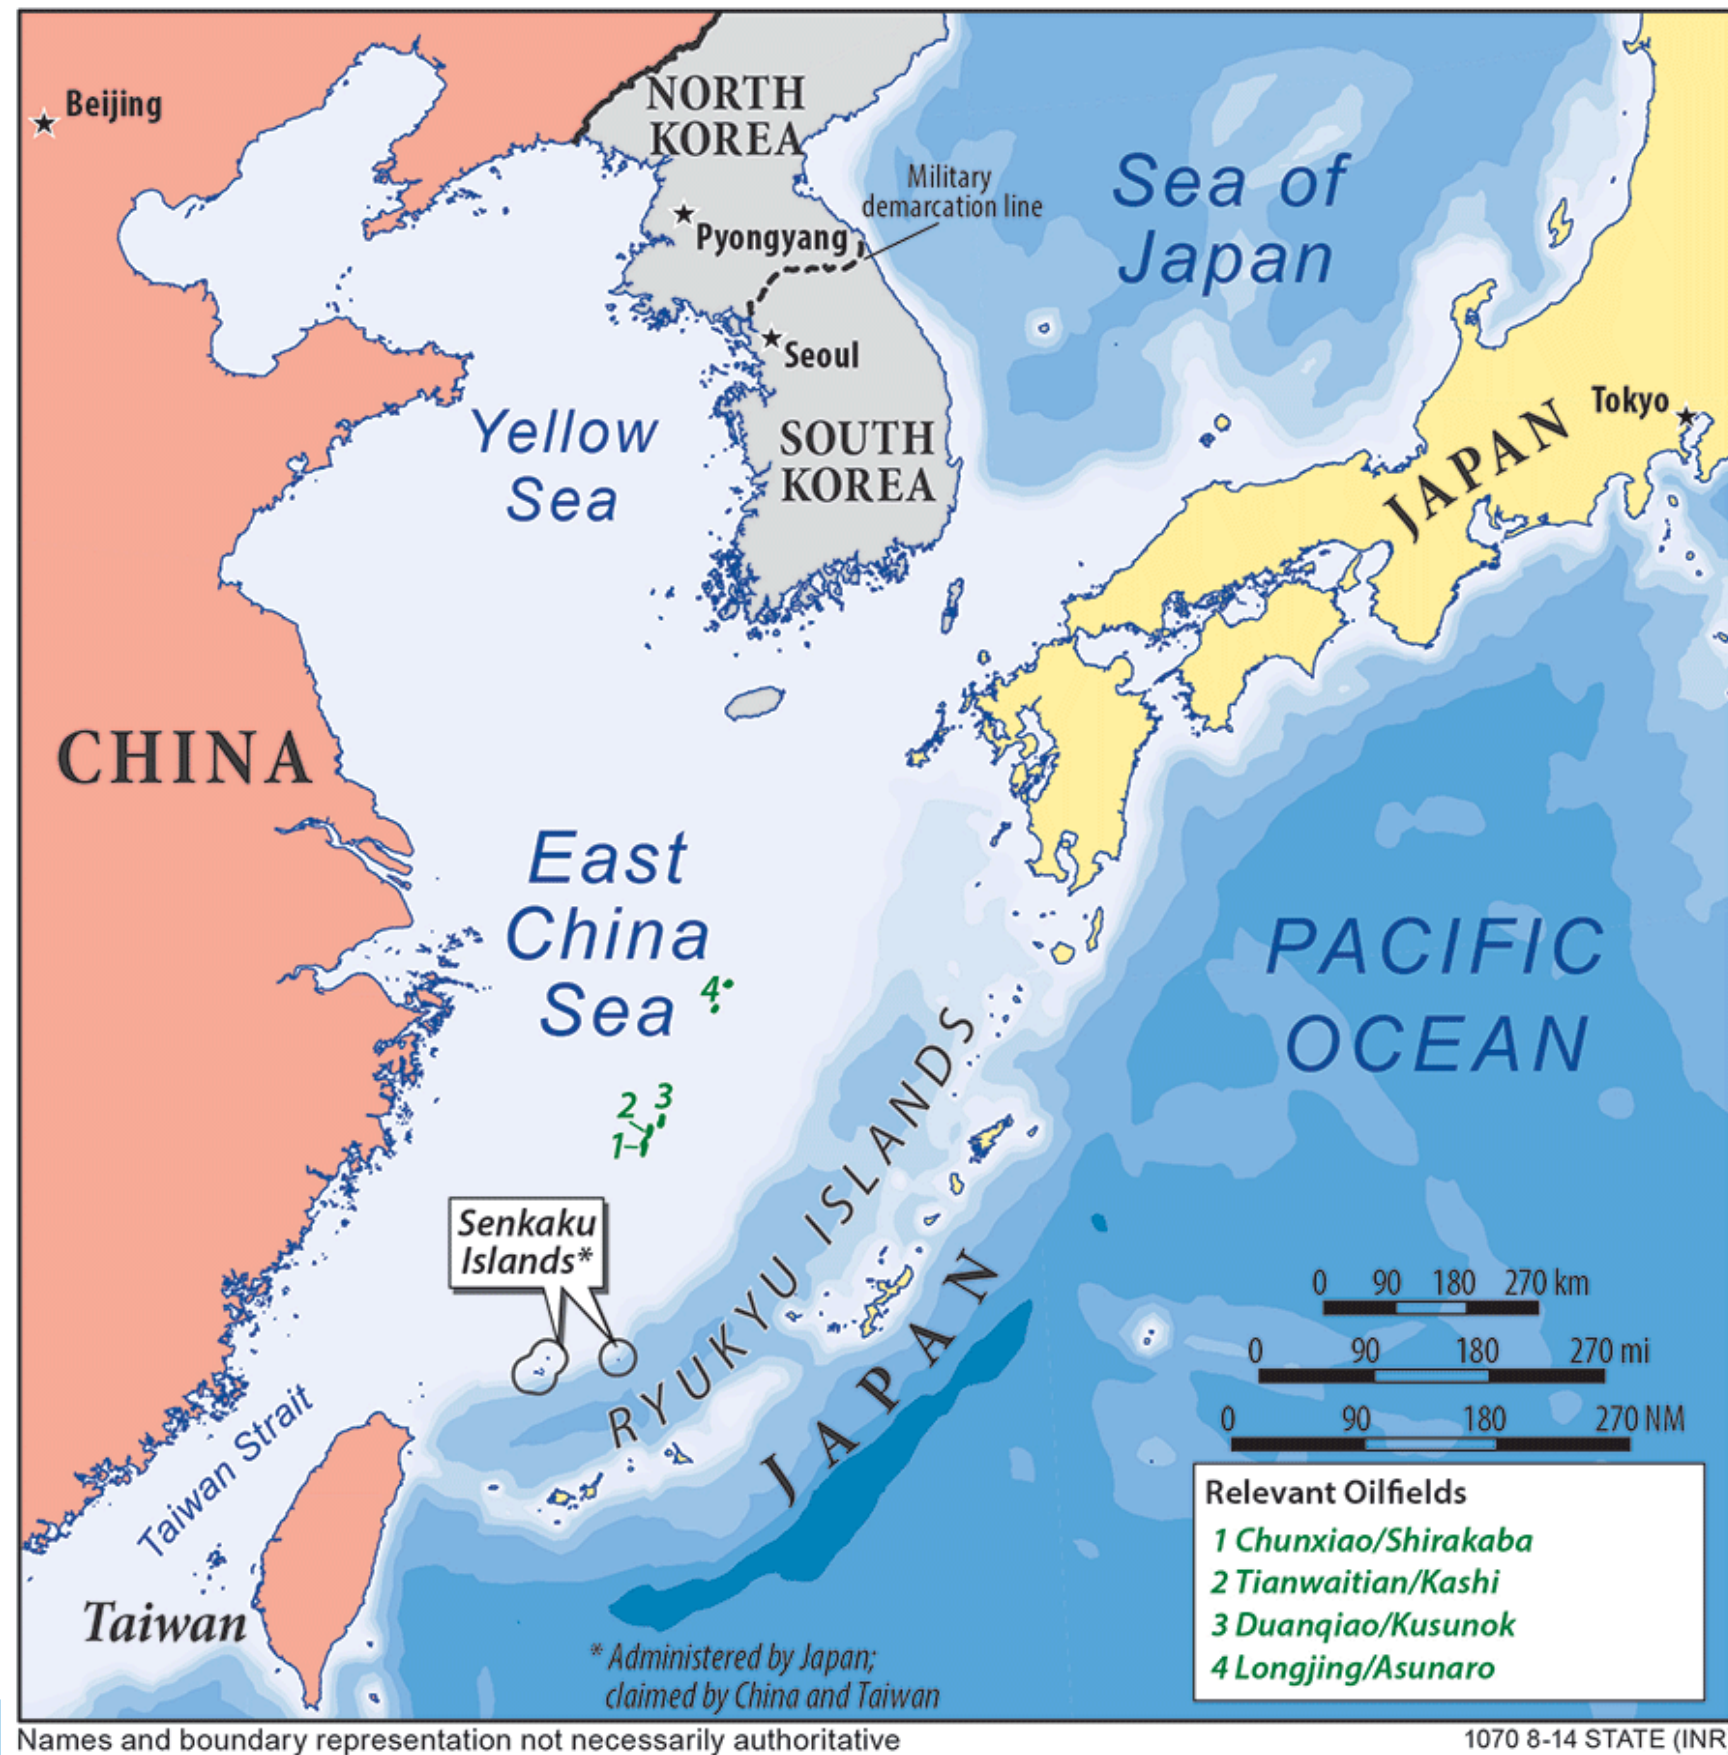 Beijing
NORTH
KOREA
Military
demarcation line
Sea of
Japan
Pyongyang
Seoul
Yellow
Sea
SOUTH
KOREA
Tokyo
JAPAN
CHINA
East
China
Sea
4
PACIFIC
OCEAN
2 3
1
Senkaku
Islands*
RYUKYU ISLANDS
JAPAN
0 90 180 270 km
0 90 180 270 mi
0 90 180 270 NM
Taiwan Strait
Taiwan
Relevant Oilfields
1 Chunxiao/Shirakaba
2 Tianwaitian/Kashi
3 Duanqiao/Kusunok
4 Longjing/Asunaro
* Administered by Japan;
claimed by China and Taiwan
Names and boundary representation not necessarily authoritative
1070 8-14 STATE (INR